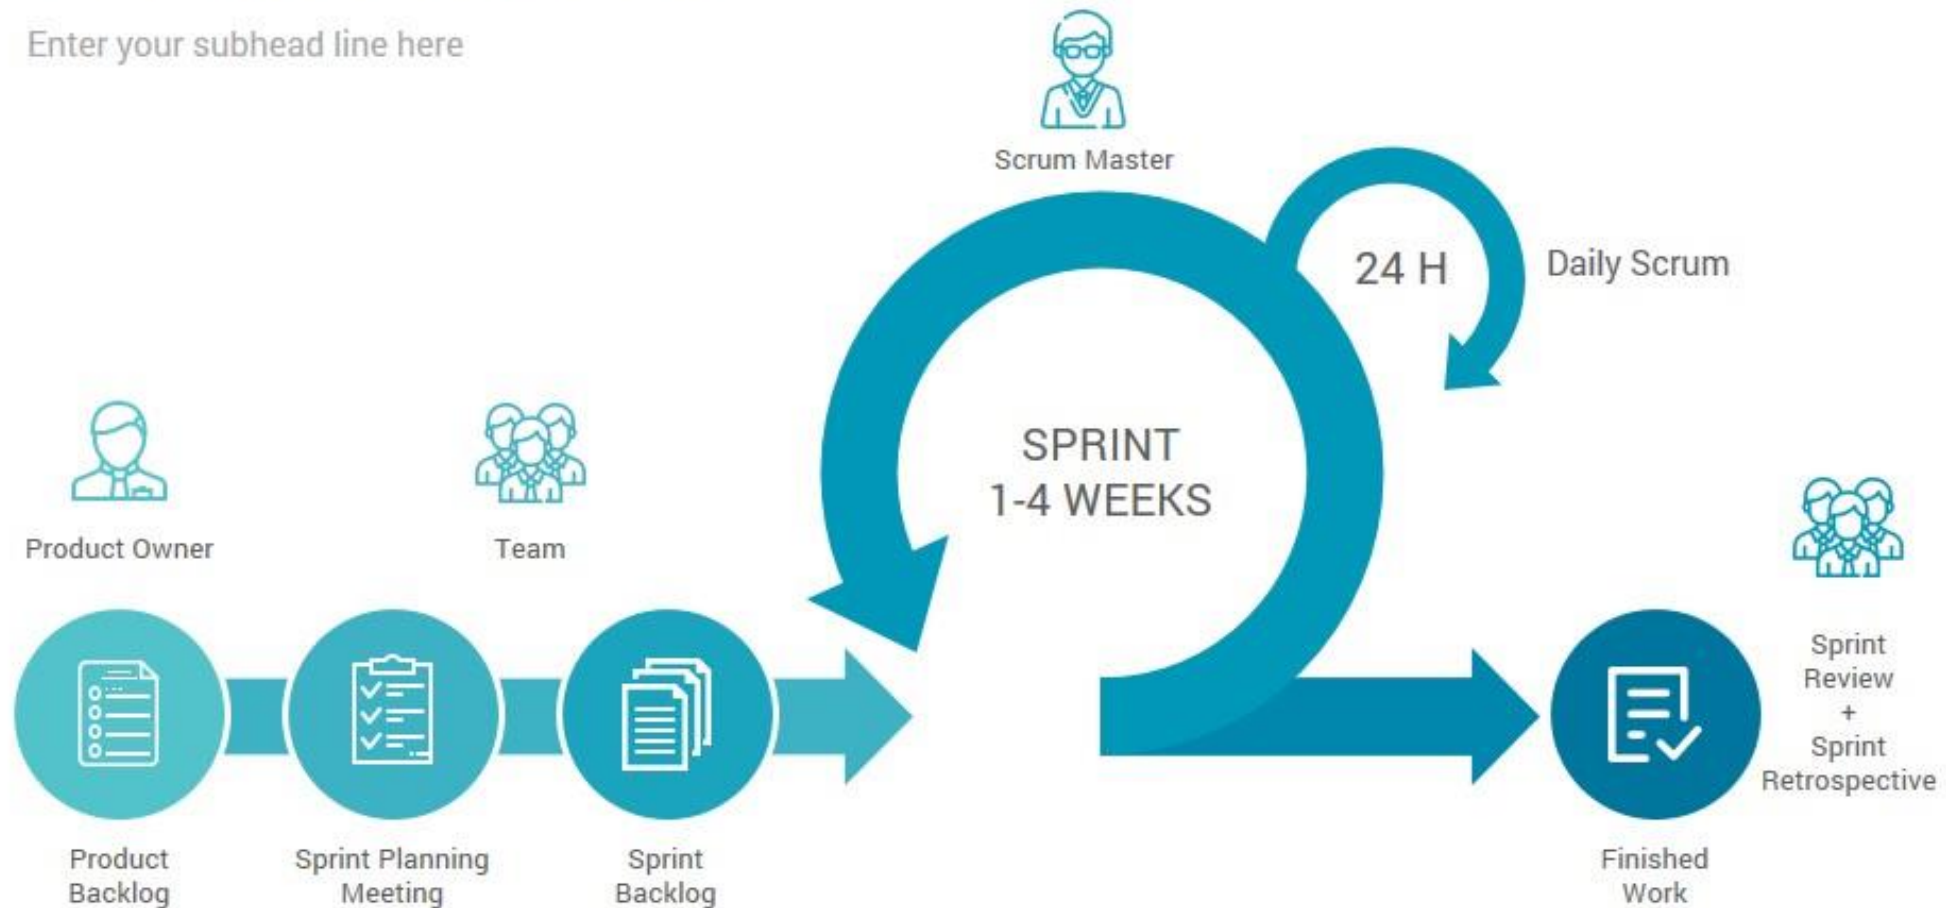 Enter your subhead line here
Scrum Master
24 H
Daily Scrum
SPRINT
1-4 WEEKS
Product Owner
Team
Product
Backlog
Sprint Planning
Meeting
Sprint
Backlog
Finished
Work
Sprint
Review
+
Sprint
Retrospective